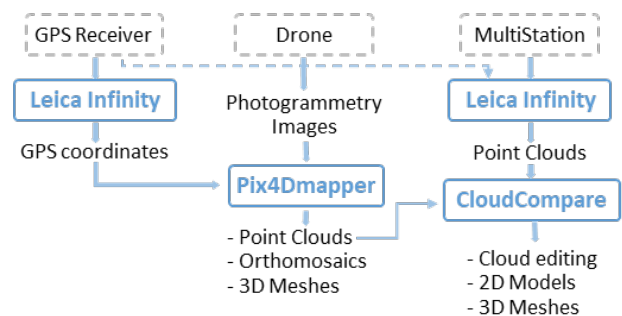 GPS Receiver
Drone
MultiStation
Leica Infinity
Photogrammetry
Images
Leica Infinity
GPS coordinates
Point Clouds
Pix4Dmapper
CloudCompare
- Point Clouds
- Orthomosaics
- 3D Meshes
- Cloud editing
- 2D Models
- 3D Meshes